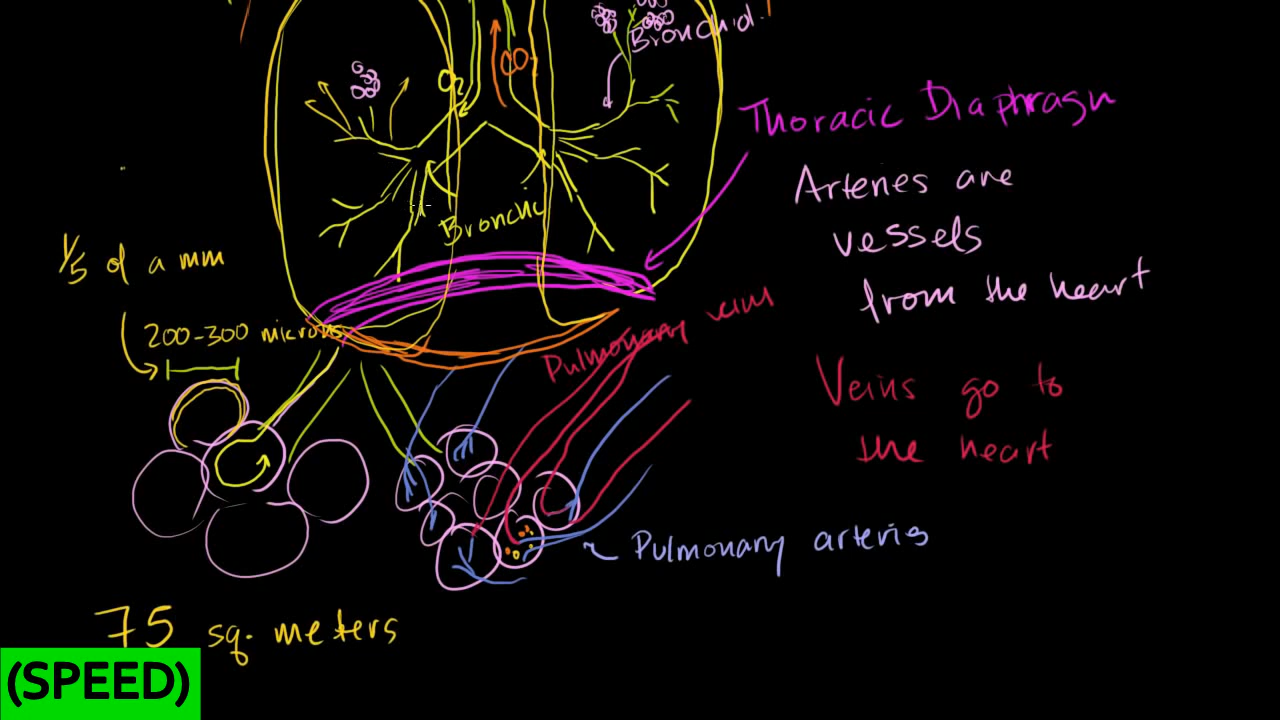 Bronchiol.
O2
CO2
Thoracic Diaphragm
Arteries are
vessels
from the heart
Bronchi
1/5 of a mm
200-300 microns
Pulmonary vein
Veins go to
the heart
Pulmonary arteries
75 sq. meters
(SPEED)